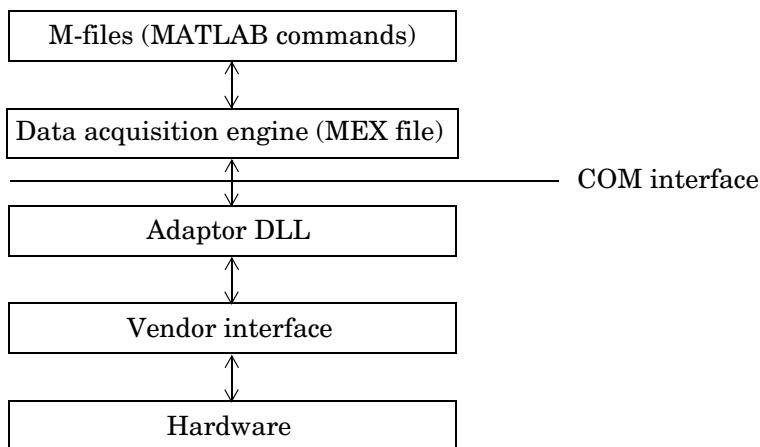 M-files (MATLAB commands)
Data acquisition engine (MEX file)
COM interface
Adaptor DLL
Vendor interface
Hardware